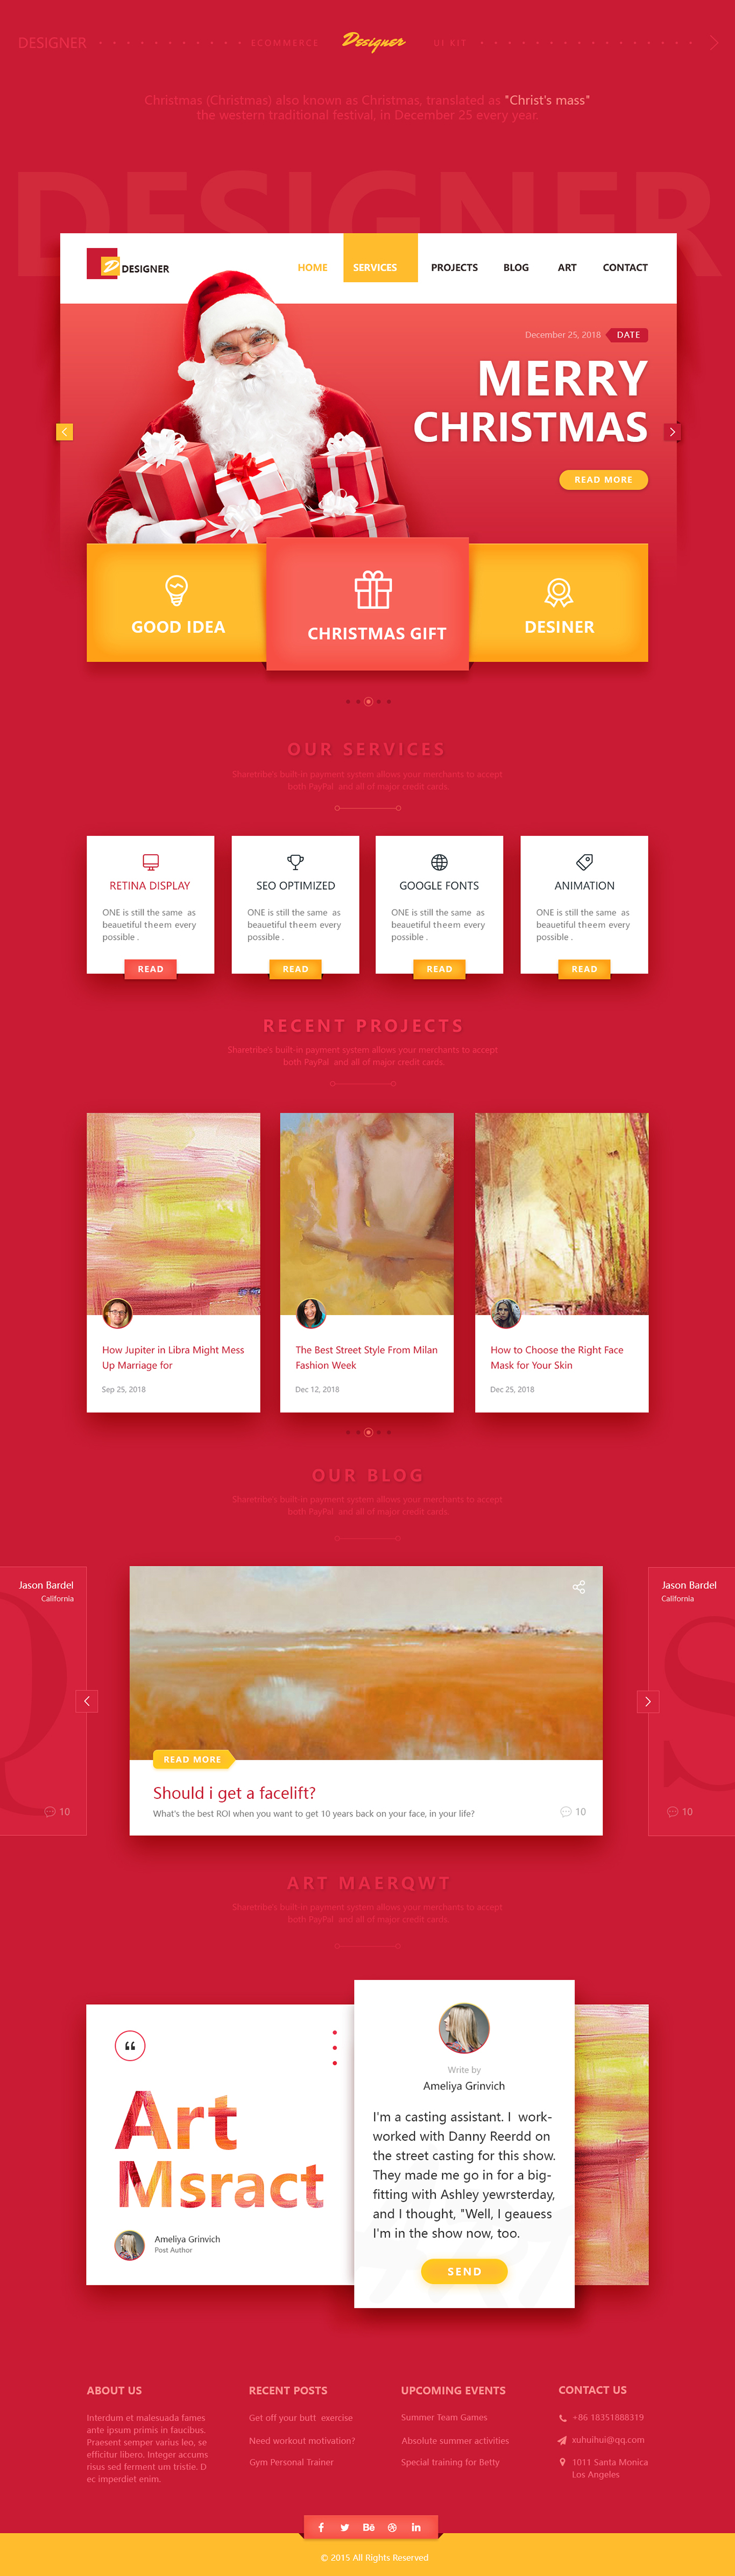 DESIGNER
ECOMMERCE
Designer
UI KIT
Christmas (Christmas) also known as Christmas, translated as "Christ's mass"
the western traditional festival, in December 25 every year.
DESIGNER
DESIGNER
HOME
SERVICES
PROJECTS
BLOG
ART
CONTACT
December 25, 2018
DATE
MERRY
CHRISTMAS
READ MORE
GOOD IDEA
CHRISTMAS GIFT
DESINER
OUR SERVICES
Sharetribe's built-in payment system allows your merchants to accept
both PayPal and all of major credit cards.
RETINA DISPLAY
ONE is still the same as
beauetiful theem every
possible .
READ
SEO OPTIMIZED
ONE is still the same as
beauetiful theem every
possible .
READ
GOOGLE FONTS
ONE is still the same as
beauetiful theem every
possible .
READ
ANIMATION
ONE is still the same as
beauetiful theem every
possible .
READ
RECENT PROJECTS
Sharetribe's built-in payment system allows your merchants to accept
both PayPal and all of major credit cards.
How Jupiter in Libra Might Mess
Up Marriage for
Sep 25, 2018
The Best Street Style From Milan
Fashion Week
Dec 12, 2018
How to Choose the Right Face
Mask for Your Skin
Dec 25, 2018
OUR BLOG
Sharetribe's built-in payment system allows your merchants to accept
both PayPal and all of major credit cards.
Jason Bardel
California
Q
10
READ MORE
Should i get a facelift?
What's the best ROI when you want to get 10 years back on your face, in your life?
10
Jason Bardel
California
S
10
ART MAERQWT
Sharetribe's built-in payment system allows your merchants to accept
both PayPal and all of major credit cards.
Art
Msract
Ameliya Grinvich
Post Author
Write by
Ameliya Grinvich
I'm a casting assistant. I work-
worked with Danny Reerdd on
the street casting for this show.
They made me go in for a big-
fitting with Ashley yewrsterday,
and I thought, "Well, I geauess
I'm in the show now, too.
SEND
ABOUT US
Interdum et malesuada fames
ante ipsum primis in faucibus.
Praesent semper varius leo, se
efficitur libero. Integer accums
risus sed ferment um tristie. D
ec imperdiet enim.
RECENT POSTS
Get off your butt exercise
Need workout motivation?
Gym Personal Trainer
UPCOMING EVENTS
Summer Team Games
Absolute summer activities
Special training for Betty
CONTACT US
+86 18351888319
xuhuihui@qq.com
1011 Santa Monica
Los Angeles
© 2015 All Rights Reserved